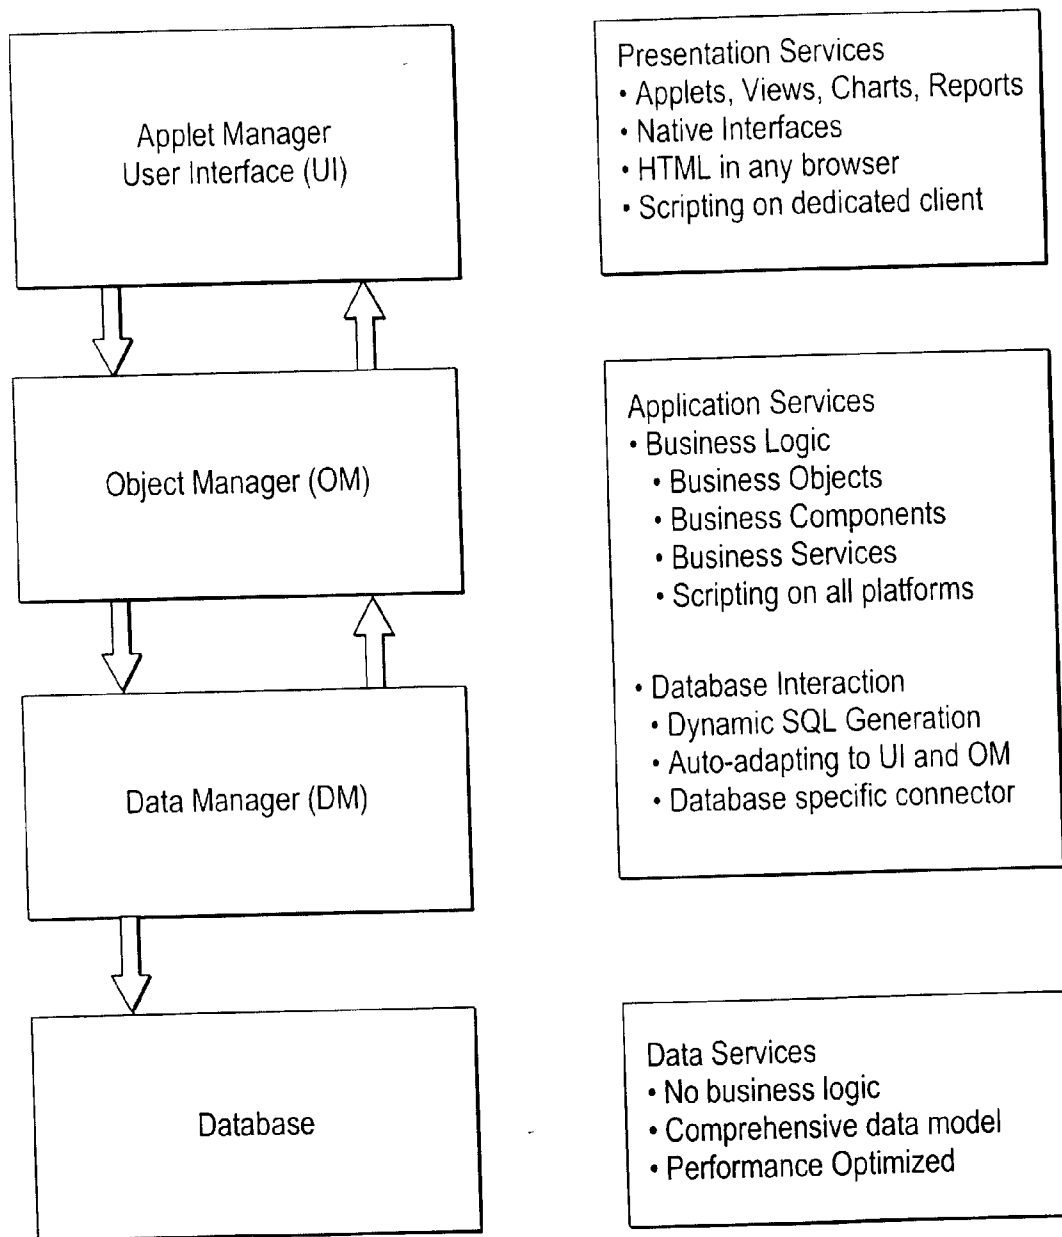 Applet Manager
User Interface (UI)
Presentation Services
• Applets, Views, Charts, Reports
• Native Interfaces
• HTML in any browser
• Scripting on dedicated client
Object Manager (OM)
Application Services
• Business Logic
• Business Objects
• Business Components
• Business Services
• Scripting on all platforms
• Database Interaction
• Dynamic SQL Generation
• Auto-adapting to UI and OM
• Database specific connector
Data Manager (DM)
Database
Data Services
• No business logic
• Comprehensive data model
• Performance Optimized